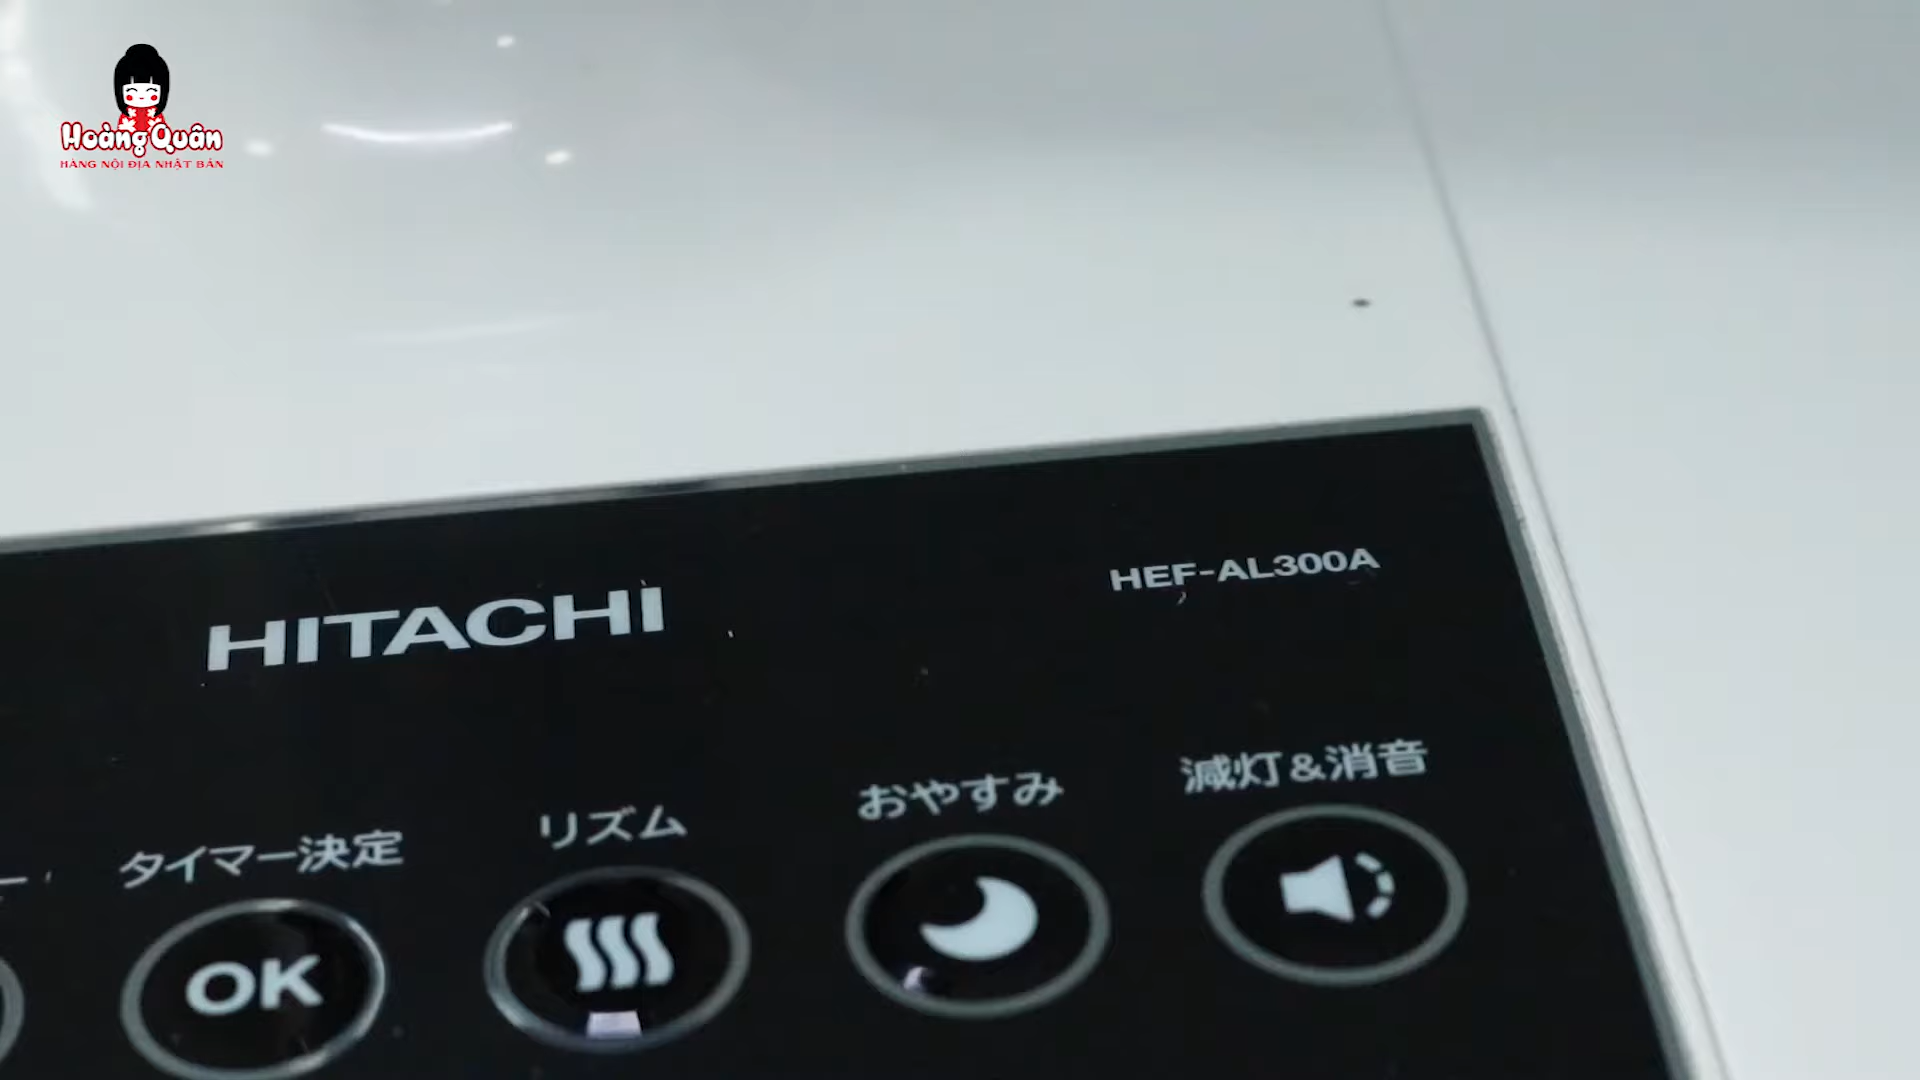 Hoàng Quân
HÀNG NỘI ĐỊA NHẬT BẢN
HITACHI
HEF-AL300A
タイマー決定
リズム
おやすみ
減灯&消音
OK